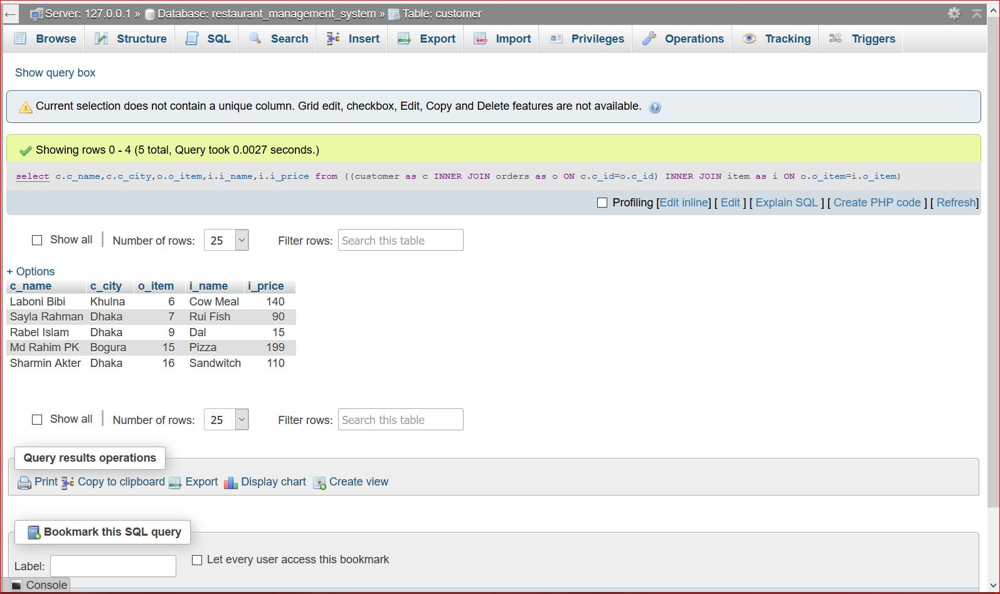 Server: 127.0.0.1 » Database: restaurant_management_system » Table: customer
Browse Structure SQL Search Insert Export Import Privileges Operations Tracking Triggers
Show query box
Current selection does not contain a unique column. Grid edit, checkbox, Edit, Copy and Delete features are not available.
Showing rows 0 - 4 (5 total, Query took 0.0027 seconds.)
select c.c_name,c.c_city,o.o_item,i.i_name,i.i_price from ((customer as c INNER JOIN orders as o ON c.c_id=o.c_id) INNER JOIN item as i ON o.o_item=i.o_item)
Profiling [Edit inline] [ Edit ] [ Explain SQL ] [ Create PHP code ] [ Refresh]
Show all | Number of rows: 25 Filter rows: Search this table
+ Options
c_name c_city o_item i_name i_price
Laboni Bibi Khulna 6 Cow Meal 140
Sayla Rahman Dhaka 7 Rui Fish 90
Rabel Islam Dhaka 9 Dal 15
Md Rahim PK Bogura 15 Pizza 199
Sharmin Akter Dhaka 16 Sandwitch 110
Show all | Number of rows: 25 Filter rows: Search this table
Query results operations
Print Copy to clipboard Export Display chart Create view
Bookmark this SQL query
Label: Let every user access this bookmark
Console